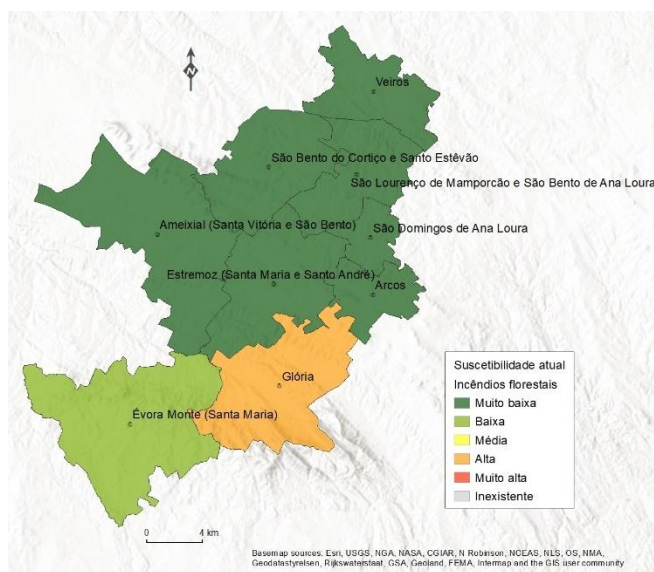 N
Veiros
São Bento do Cortiço e Santo Estêvão
São Lourenço de Mamporcão e São Bento de Ana Loura
Ameixial (Santa Vitória e São Bento)
São Domingos de Ana Loura
Estremoz (Santa Maria e Santo André)
Arcos
Glória
Évora Monte (Santa Maria)
Suscetibilidade atual
Incêndios florestais
Muito baixa
Baixa
Média
Alta
Muito alta
Inexistente
0 4 km
Basemap sources: Esri, USGS, NGA, NASA, CGIAR, N Robinson, NCEAS, NLS, OS, NMA,
Geodatastyrelsen, Rijkswaterstaat, GSA, Geoland, FEMA, Intermap and the GIS user community